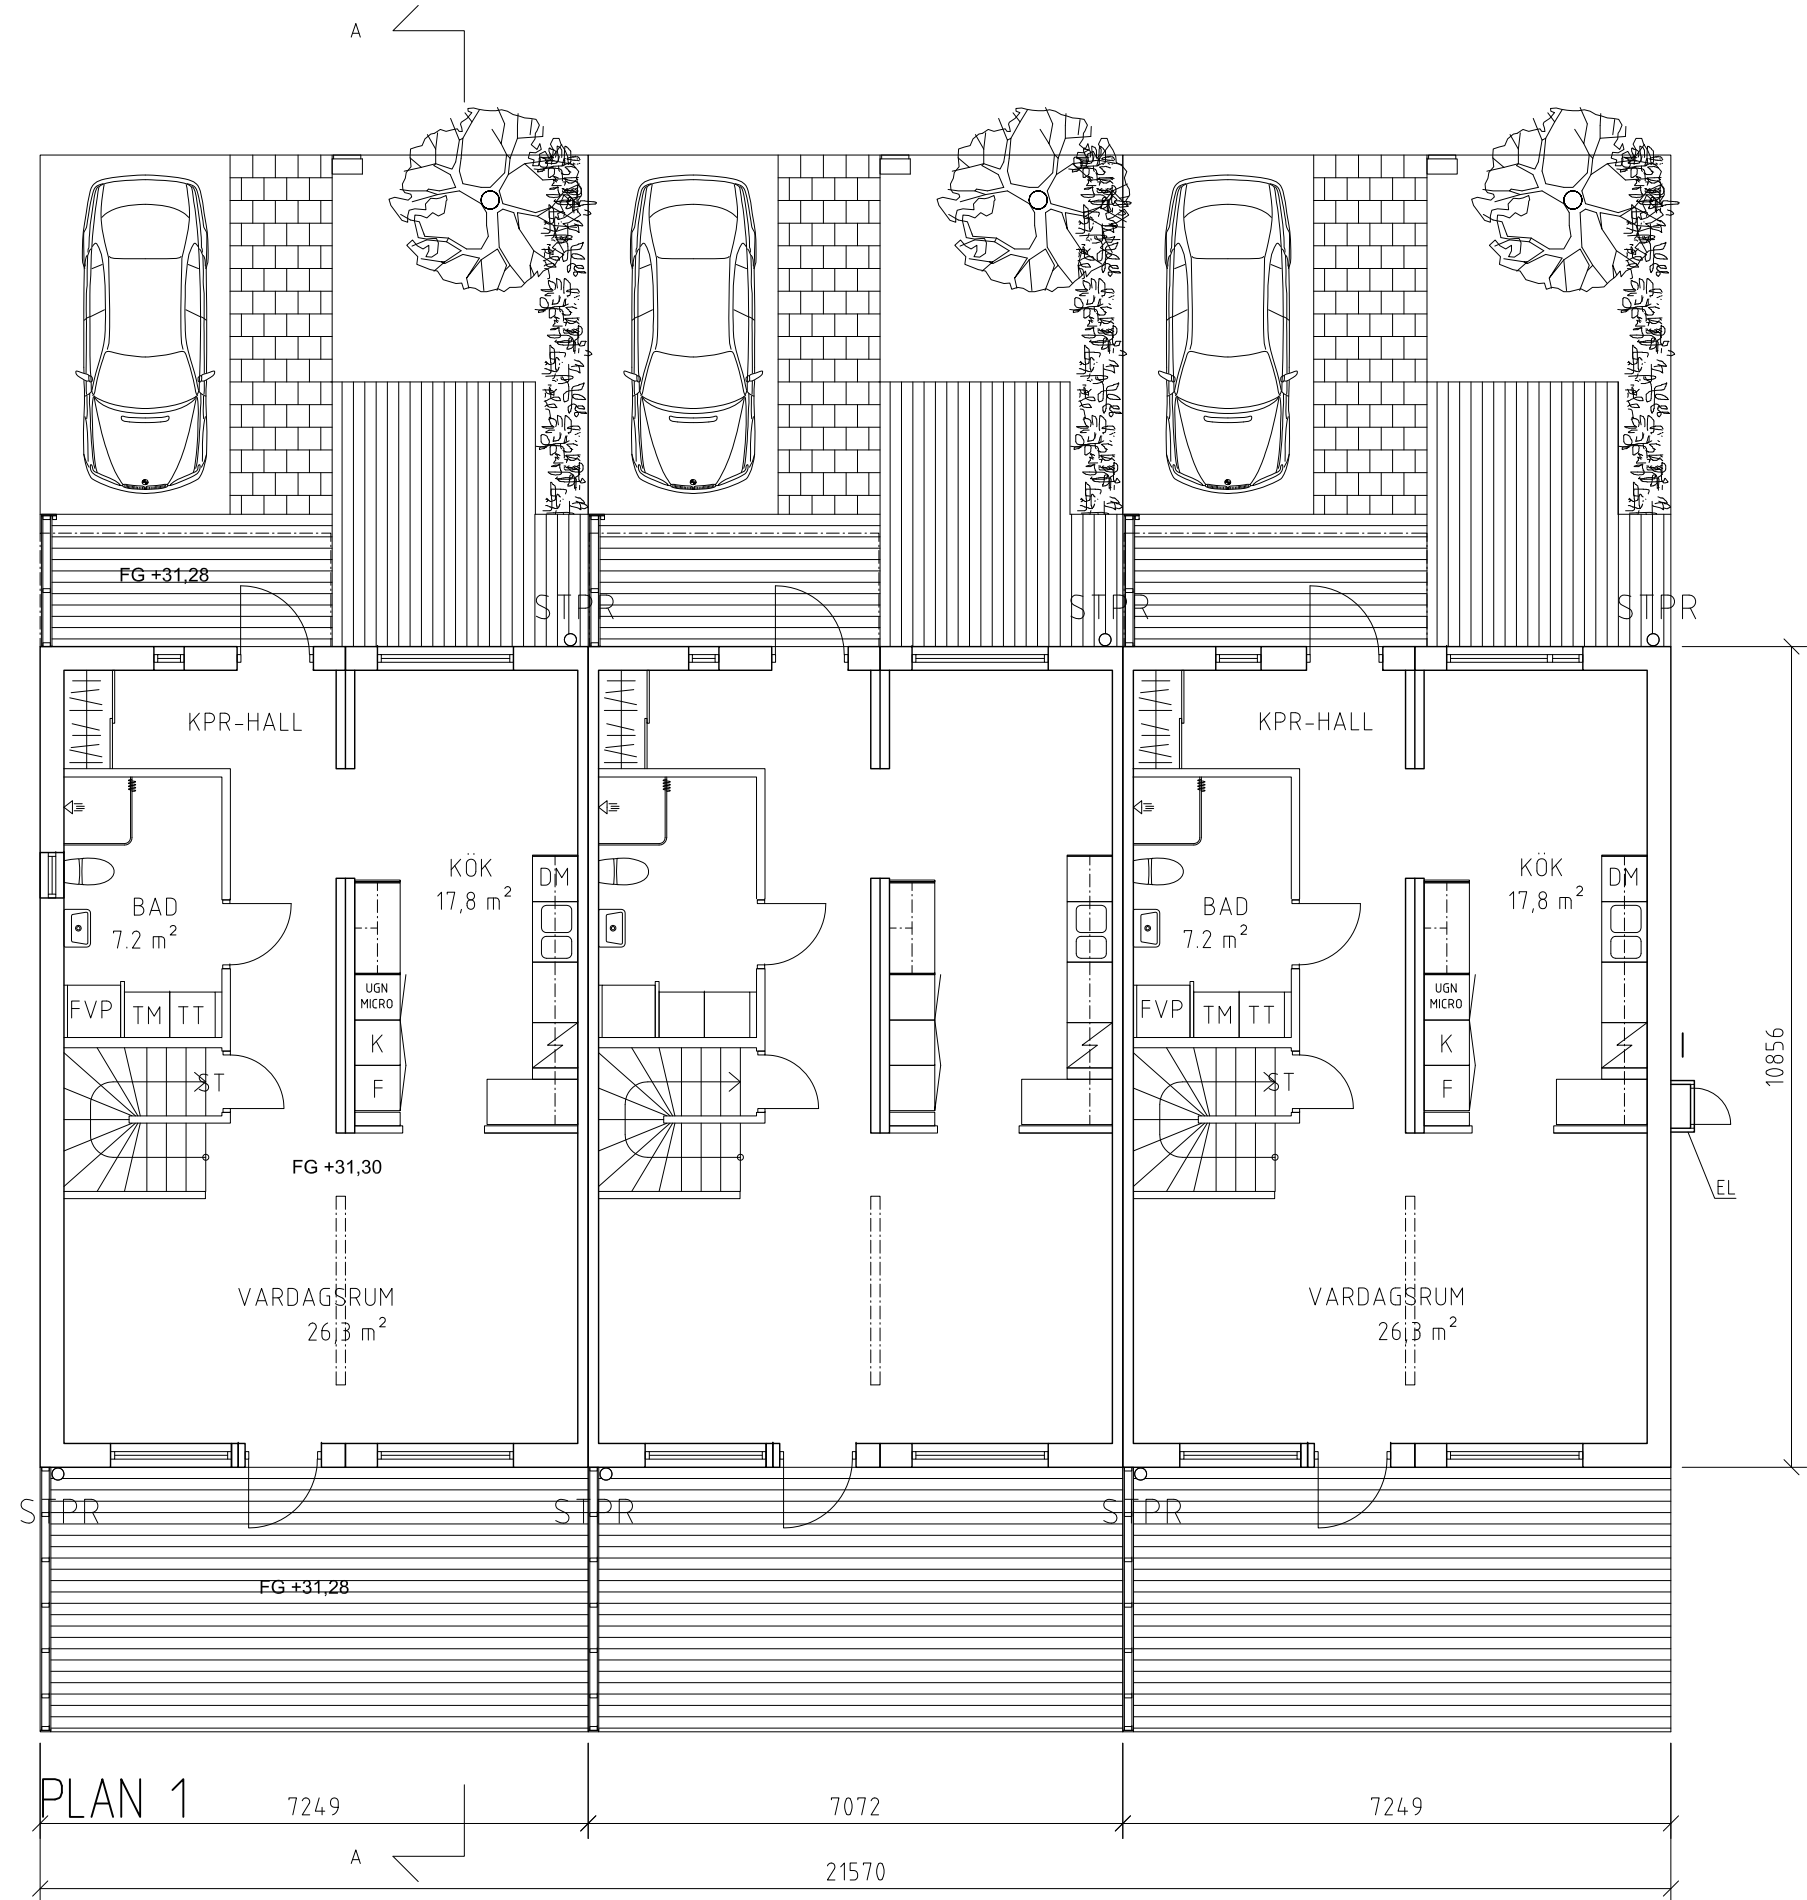 A
FG +31,28
STPR
STPR
STPR
KPR-HALL
KPR-HALL
KÖK
17,8 m²
DM
BAD
7.2 m²
UGN
MICRO
FVP
TM
TT
K
F
ST
KÖK
17,8 m²
DM
BAD
7.2 m²
UGN
MICRO
FVP
TM
TT
K
F
ST
10856
EL
FG +31,30
VARDAGSRUM
26,3 m²
VARDAGSRUM
26,3 m²
STPR
STPR
STPR
FG +31,28
PLAN 1
7249
7072
7249
A
21570